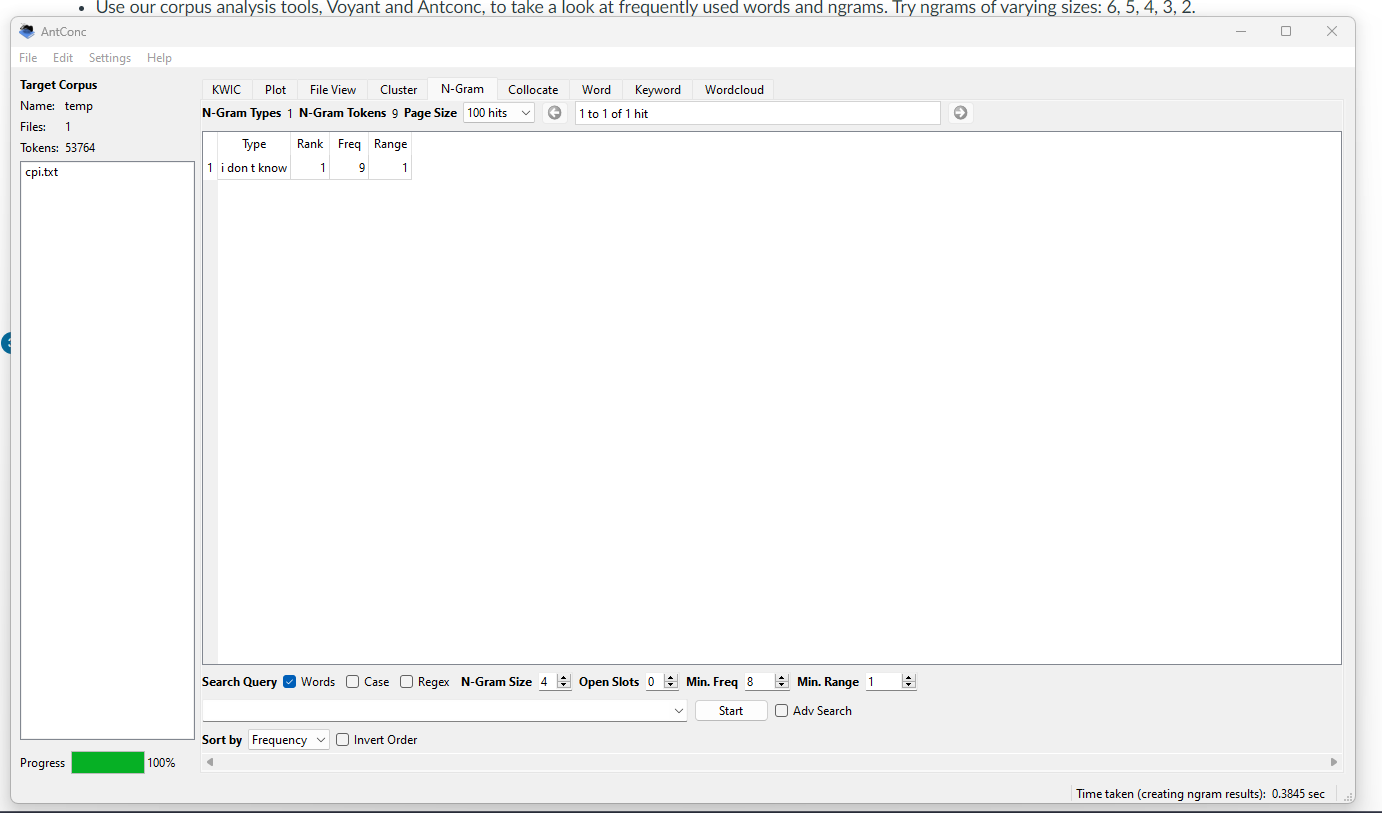 Use our corpus analysis tools, Voyant and Antconc, to take a look at frequently used words and ngrams. Try ngrams of varying sizes: 6, 5, 4, 3, 2.
AntConc
File Edit Settings Help
Target Corpus
Name: temp
Files: 1
Tokens: 53764
cpi.txt
Progress 100%
KWIC Plot File View Cluster N-Gram Collocate Word Keyword Wordcloud
N-Gram Types 1 N-Gram Tokens 9 Page Size 100 hits 1 to 1 of 1 hit
Type Rank Freq Range
1 i don t know 1 9 1
Search Query Words Case Regex N-Gram Size 4 Open Slots 0 Min. Freq 8 Min. Range 1
Start Adv Search
Sort by Frequency Invert Order
Time taken (creating ngram results): 0.3845 sec